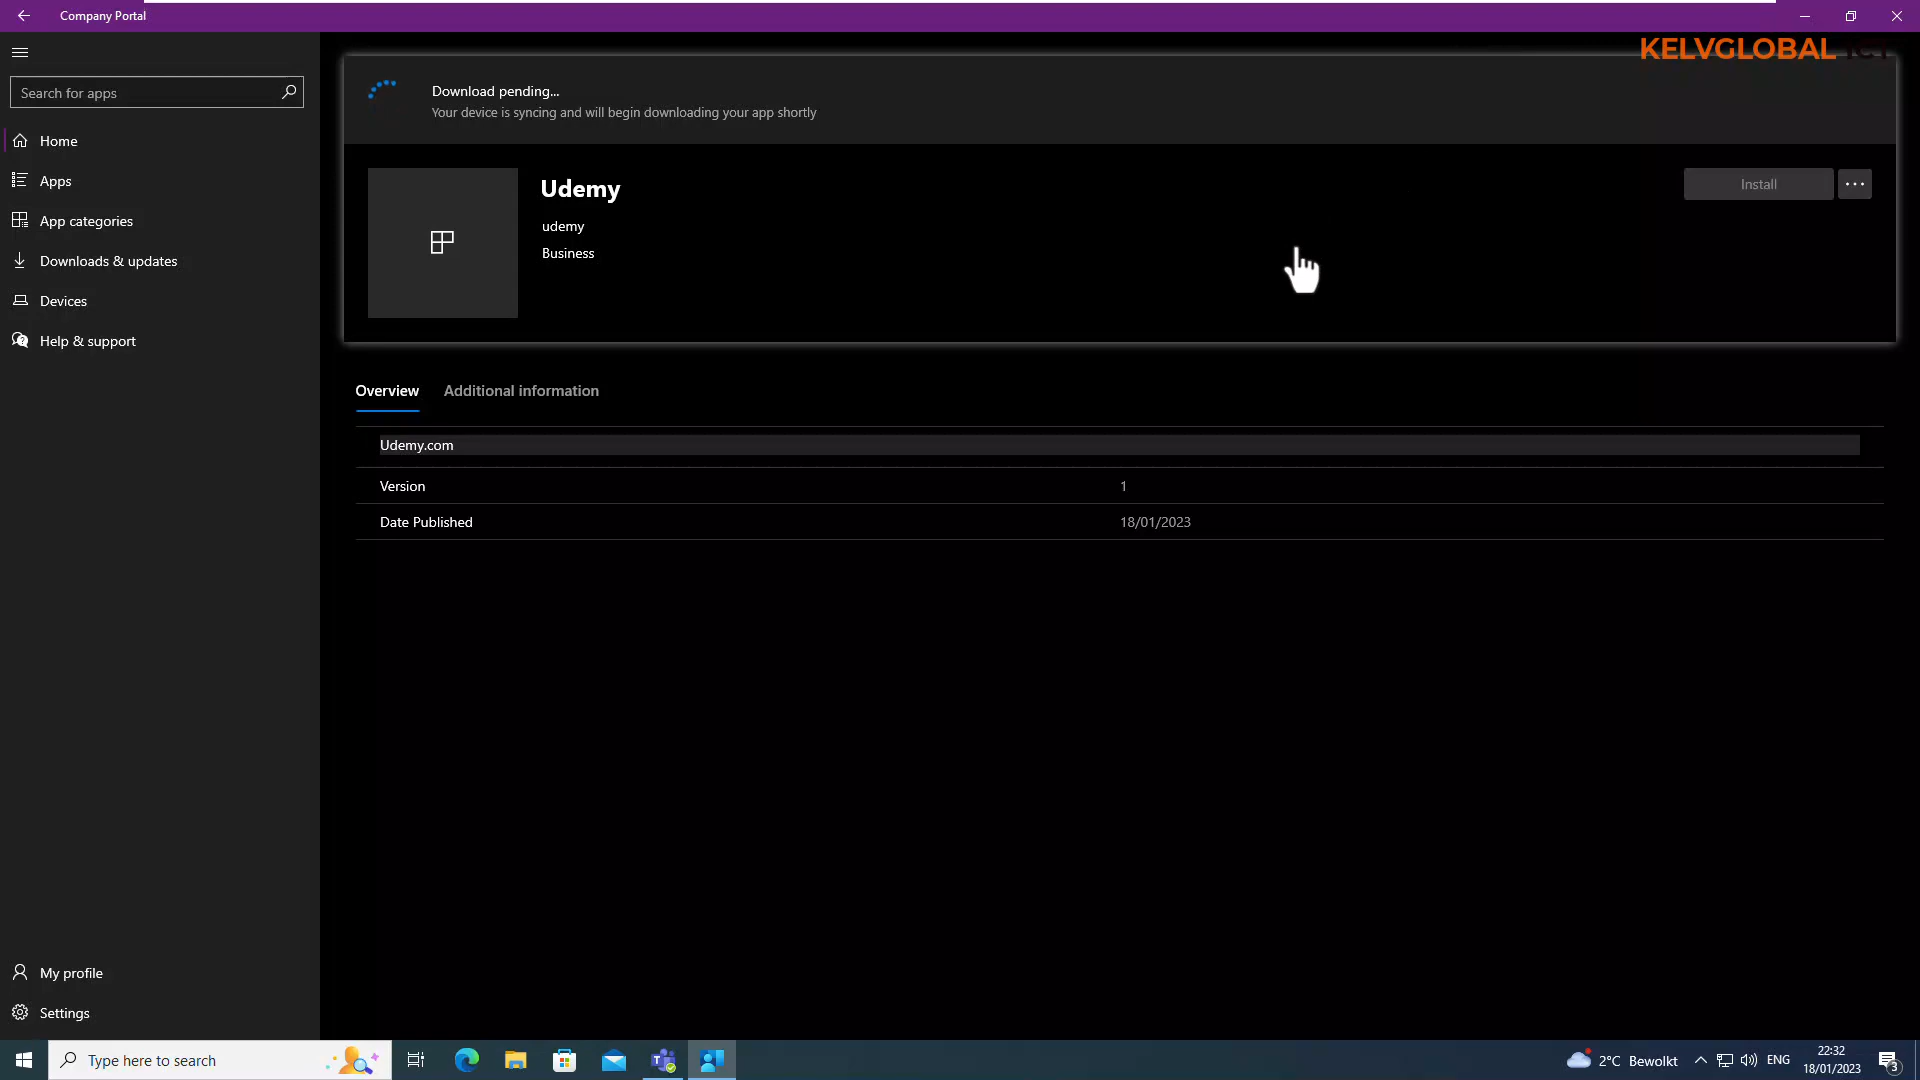 Company Portal
KELVGLOBAL ICT
Search for apps
Home
Apps
App categories
Downloads & updates
Devices
Help & support
My profile
Settings
Download pending...
Your device is syncing and will begin downloading your app shortly
Udemy
udemy
Business
Install
Overview Additional information
Udemy.com
Version 1
Date Published 18/01/2023
Type here to search
2°C Bewolkt
ENG
22:32
18/01/2023
3